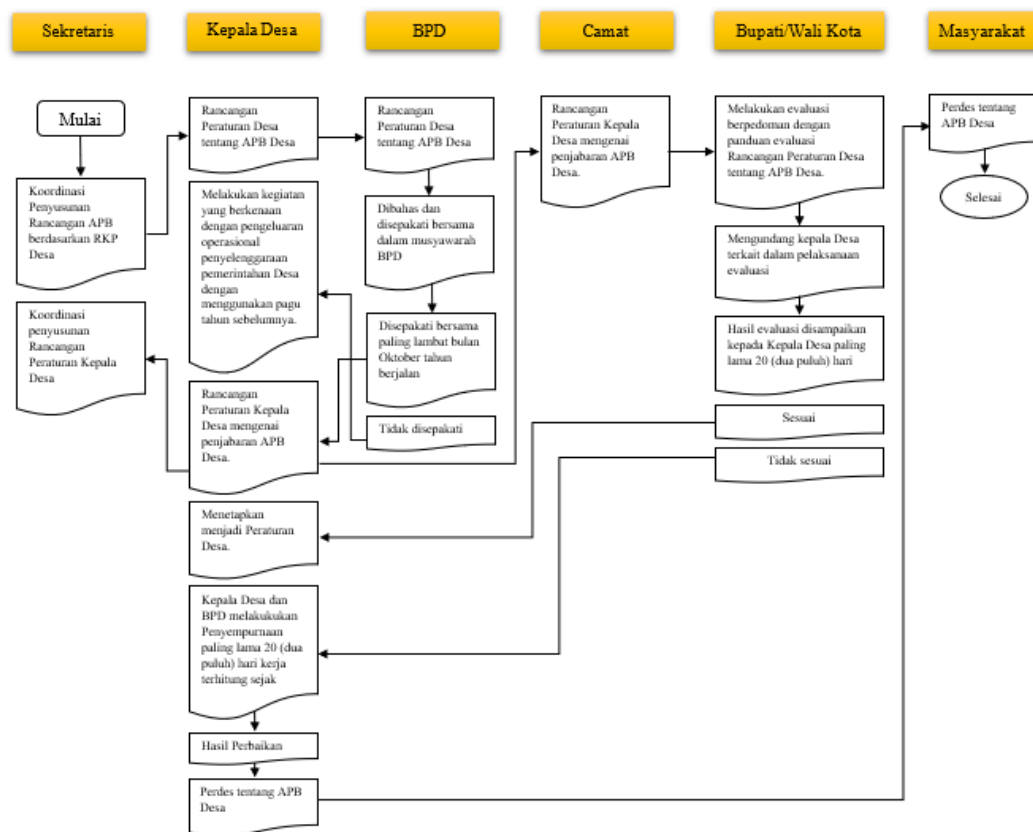 Sekretaris
Kepala Desa
BPD
Camat
Bupati/Wali Kota
Masyarakat
Mulai
Koordinasi
Penyusunan
Rancangan APB
berdasarkan RKP
Desa
Koordinasi
penyusunan
Rancangan
Peraturan Kepala
Desa
Rancangan
Peraturan Desa
tentang APB Desa
Melakukan kegiatan
yang berkenaan
dengan pengeluaran
operasional
penyelenggaraan
pemerintahan Desa
dengan
menggunakan pagu
tahun sebelumnya.
Rancangan
Peraturan Kepala
Desa mengenai
penjabaran APB
Desa.
Menetapkan
menjadi Peraturan
Desa.
Kepala Desa dan
BPD melakukukan
Penyempurnaan
paling lama 20 (dua
puluh) hari kerja
terhitung sejak
Hasil Perbaikan
Perdes tentang APB
Desa
Rancangan
Peraturan Desa
tentang APB Desa
Dibahas dan
disepakati bersama
dalam musyawarah
BPD
Disepakati bersama
paling lambat bulan
Oktober tahun
berjalan
Tidak disepakati
Rancangan
Peraturan Kepala
Desa mengenai
penjabaran APB
Desa.
Melakukan evaluasi
berpedoman dengan
panduan evaluasi
Rancangan Peraturan Desa
tentang APB Desa.
Mengundang kepala Desa
terkait dalam pelaksanaan
evaluasi
Hasil evaluasi disampaikan
kepada Kepala Desa paling
lama 20 (dua puluh) hari
Sesuai
Tidak sesuai
Perdes tentang
APB Desa
Selesai